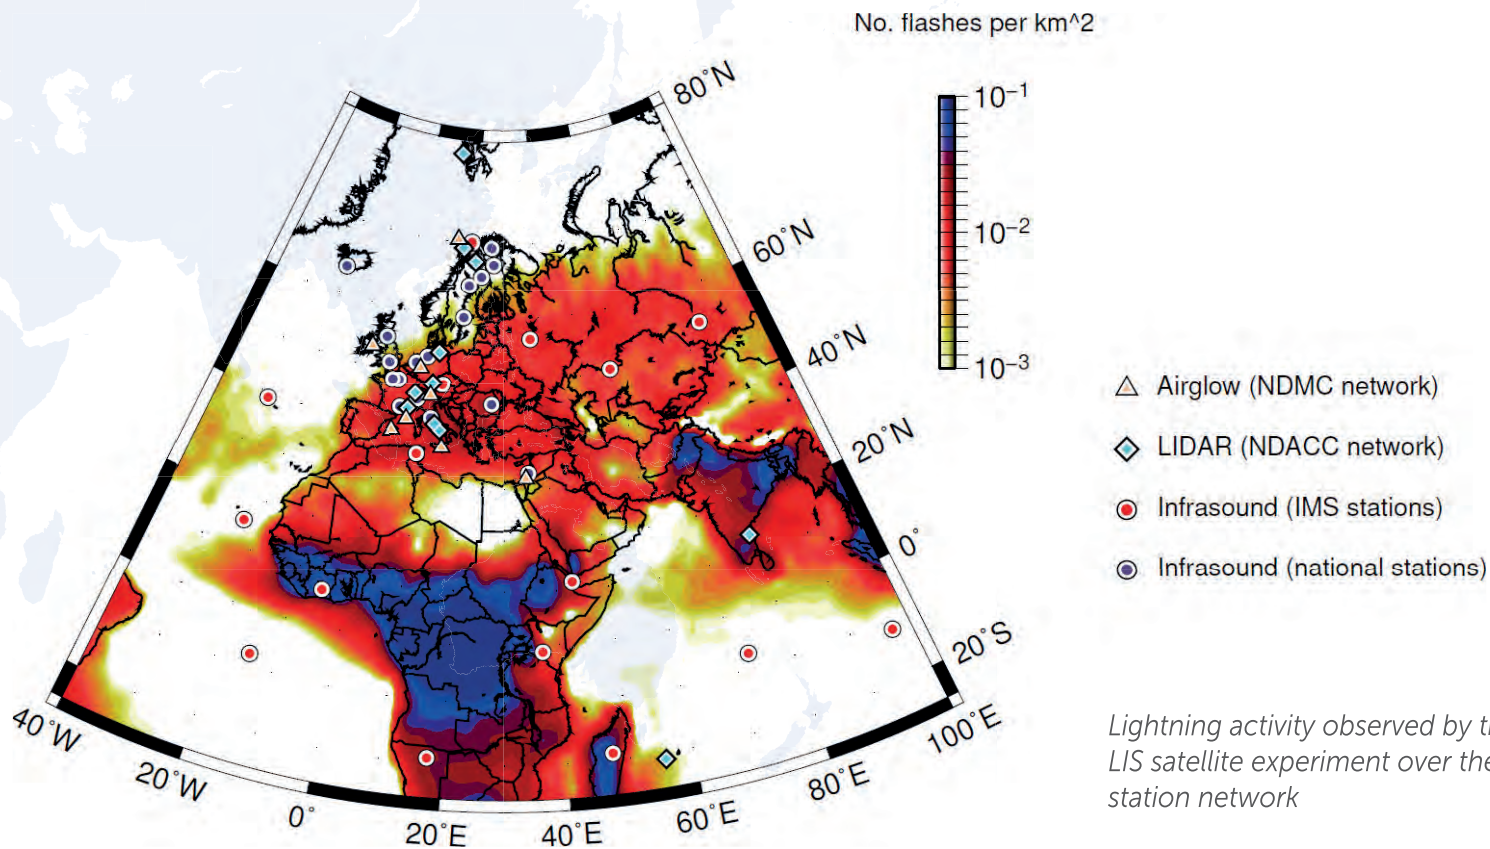 No. flashes per km^2
10⁻¹
10⁻²
10⁻³
80°N
60°N
40°N
20°N
0°
20°S
100°E
80°E
60°E
40°E
20°E
0°
20°W
40°W
Airglow (NDMC network)
LIDAR (NDACC network)
Infrasound (IMS stations)
Infrasound (national stations)
Lightning activity observed by
LIS satellite experiment over the
station network